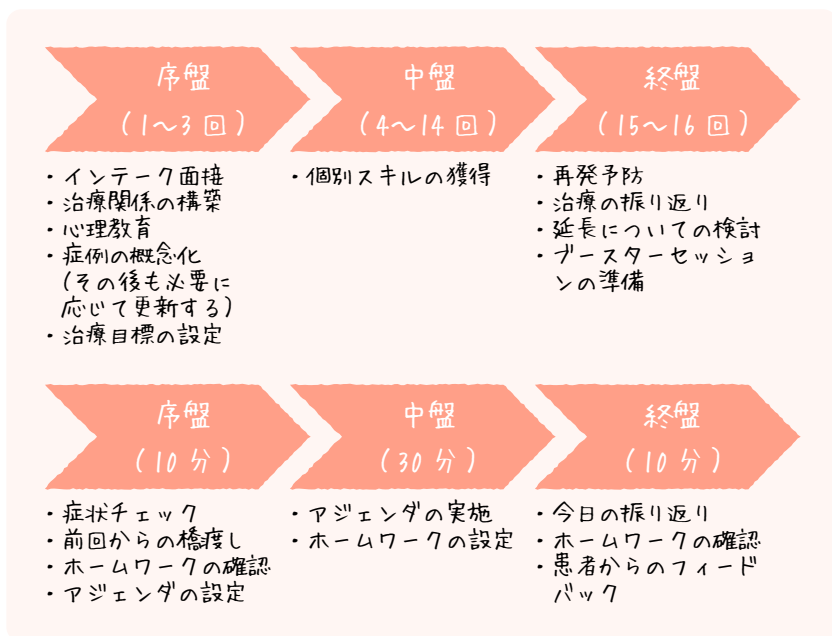 序盤
(1～3回)
・インテーク面接
・治療関係の構築
・心理教育
・症例の概念化
(その後も必要に
応じて更新する)
・治療目標の設定
中盤
(4～14回)
・個別スキルの獲得
終盤
(15～16回)
・再発予防
・治療の振り返り
・延長についての検討
・ブースターセッショ
ンの準備
序盤
(10分)
・症状チェック
・前回からの橋渡し
・ホームワークの確認
・アジェンダの設定
中盤
(30分)
・アジェンダの実施
・ホームワークの設定
終盤
(10分)
・今日の振り返り
・ホームワークの確認
・患者からのフィード
バック